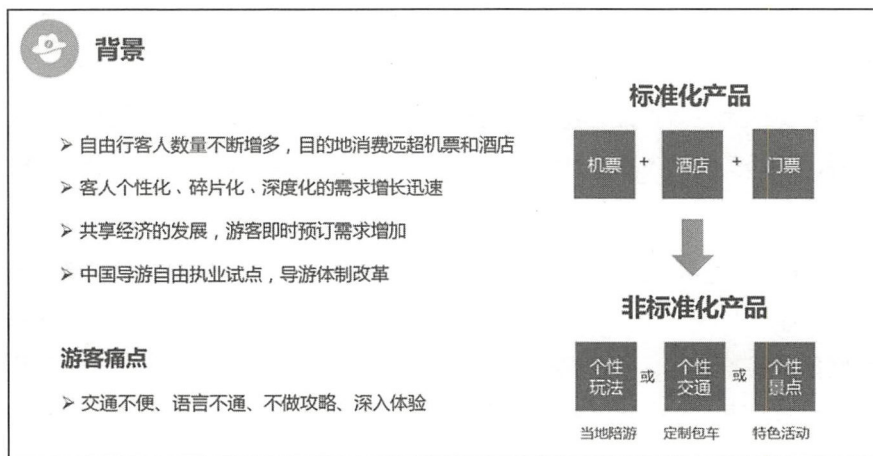 背景
➢ 自由行客人数量不断增多，目的地消费远超机票和酒店
➢ 客人个性化、碎片化、深度化的需求增长迅速
➢ 共享经济的发展，游客即时预订需求增加
➢ 中国导游自由执业试点，导游体制改革
游客痛点
➢ 交通不便、语言不通、不做攻略、深入体验
标准化产品
机票 + 酒店 + 门票
非标准化产品
个性 个性 个性
玩法 或 交通 或 景点
当地陪游 定制包车 特色活动